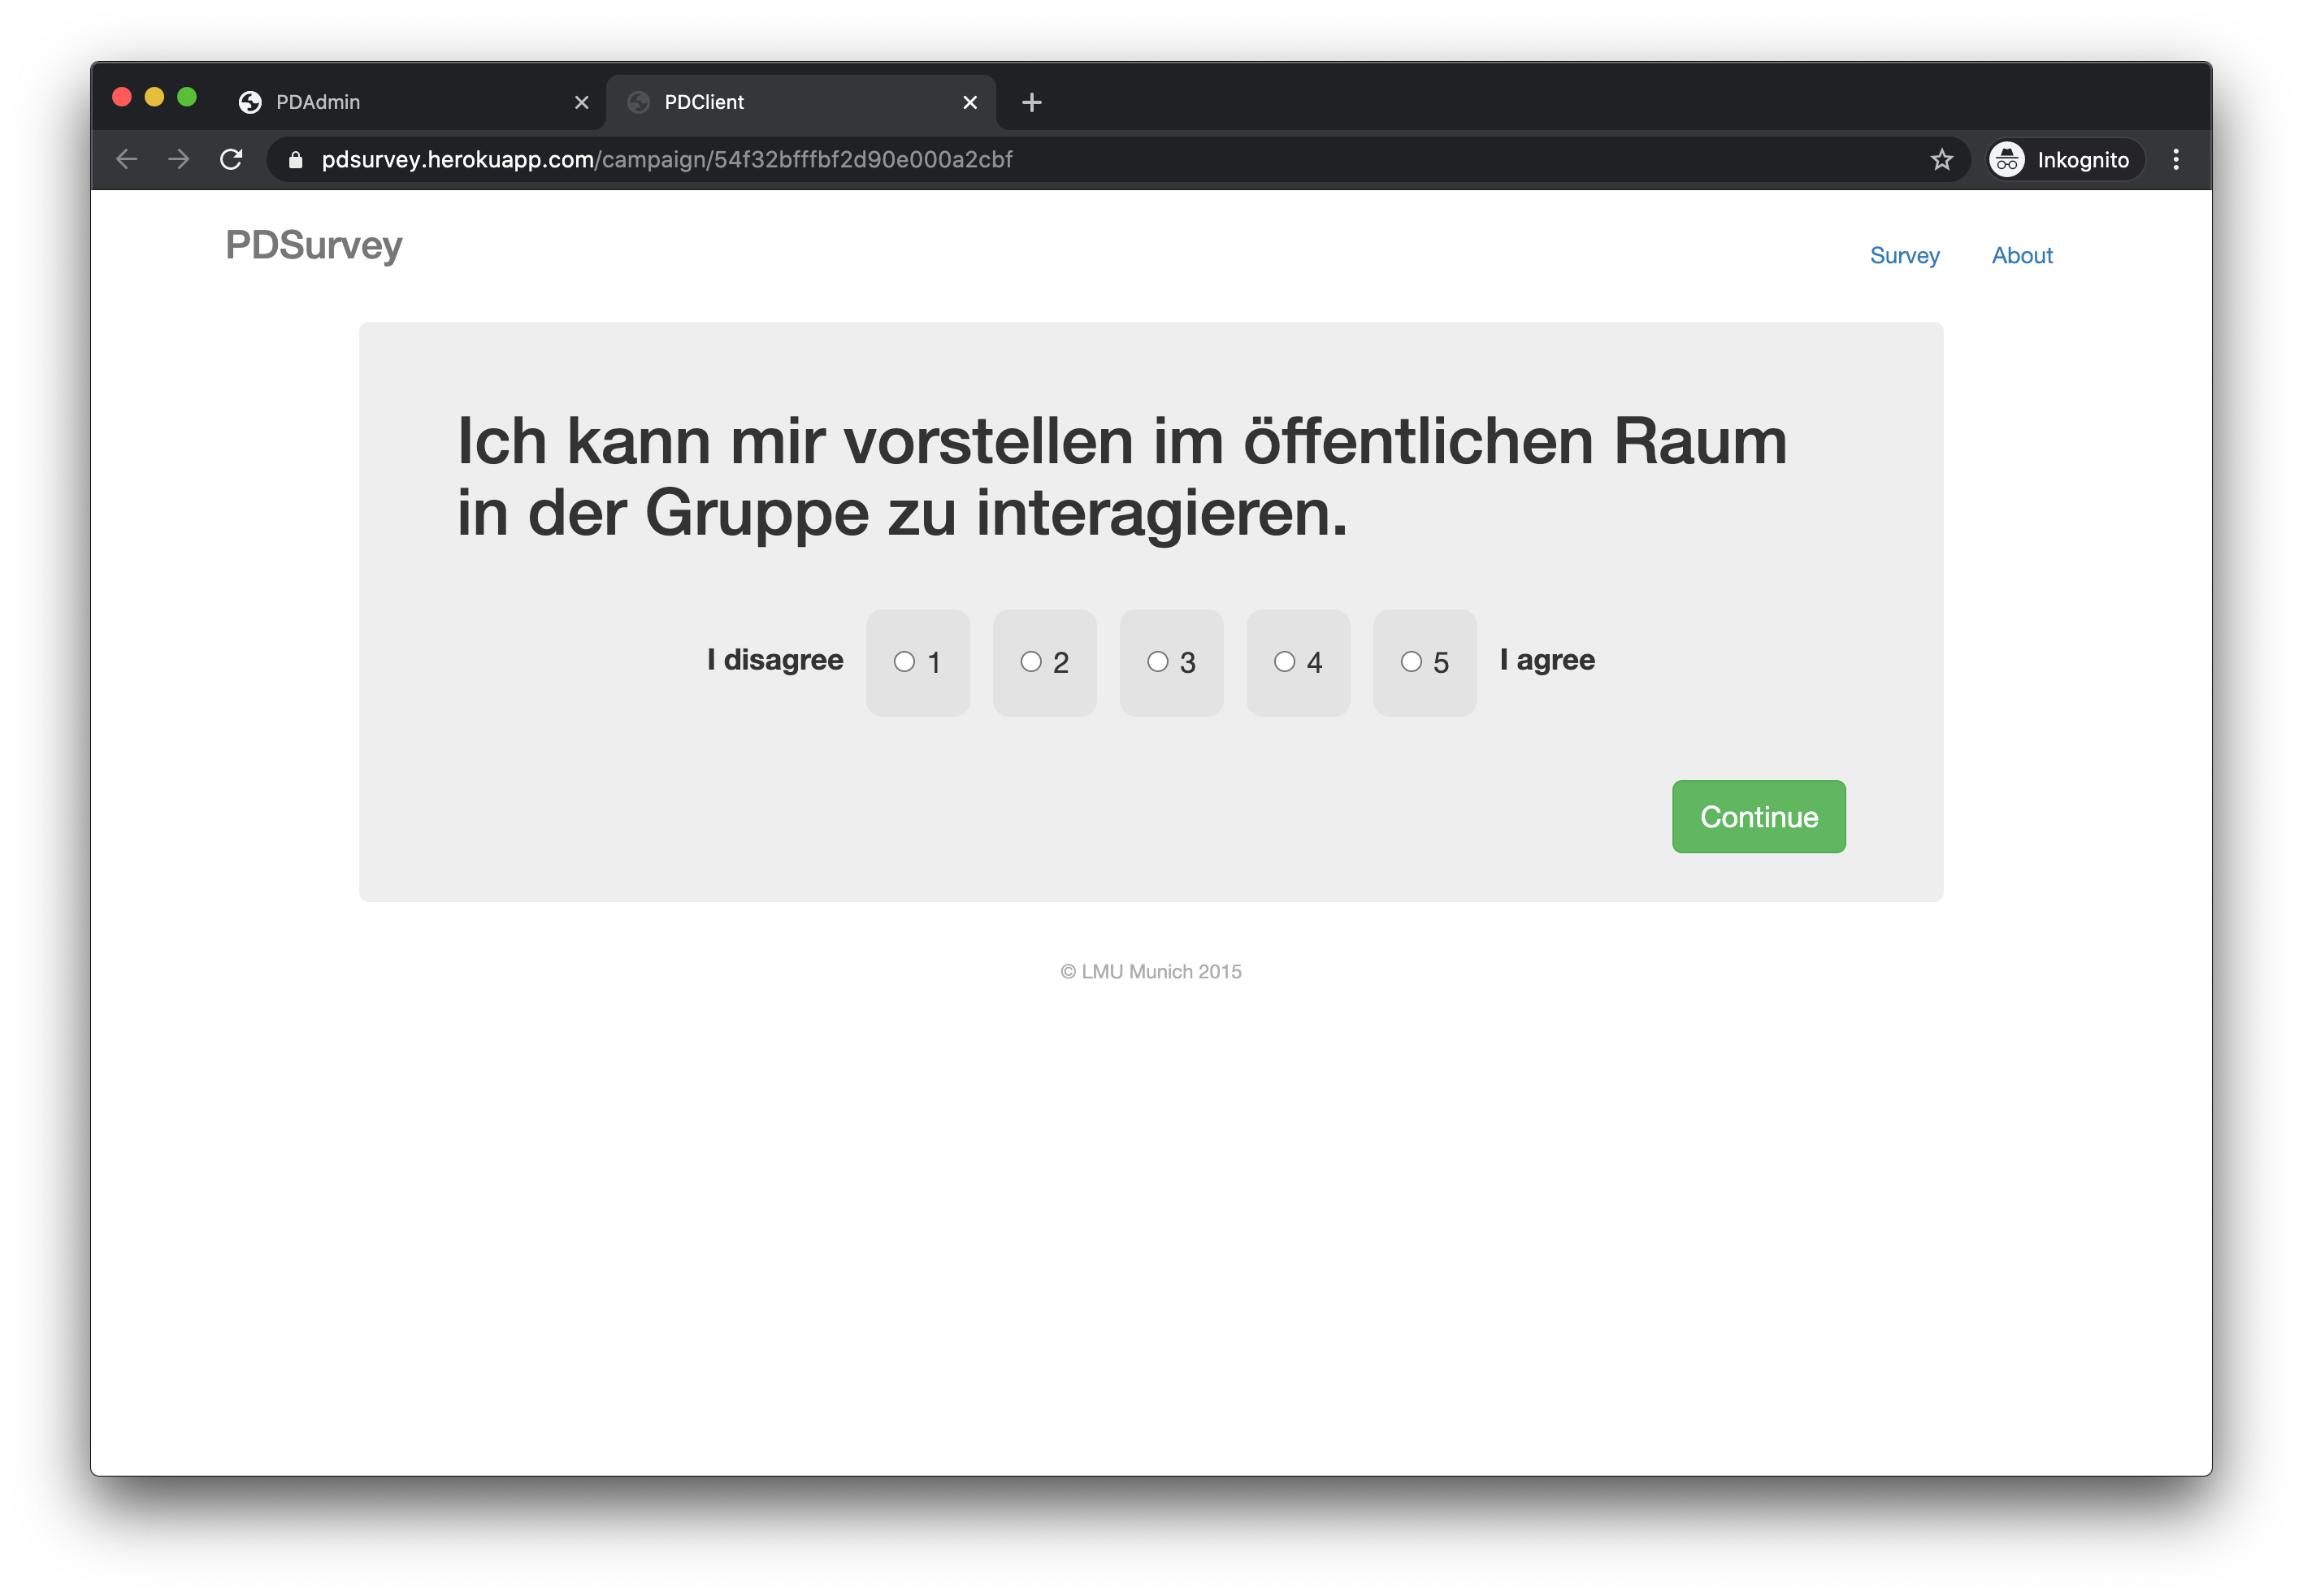 PDAdmin
PDClient
pdsurvey.herokuapp.com/campaign/54f32bfffbf2d90e000a2cbf
Inkognito
PDSurvey
Survey
About
Ich kann mir vorstellen im öffentlichen Raum
in der Gruppe zu interagieren.
I disagree 1 2 3 4 5 I agree
Continue
© LMU Munich 2015